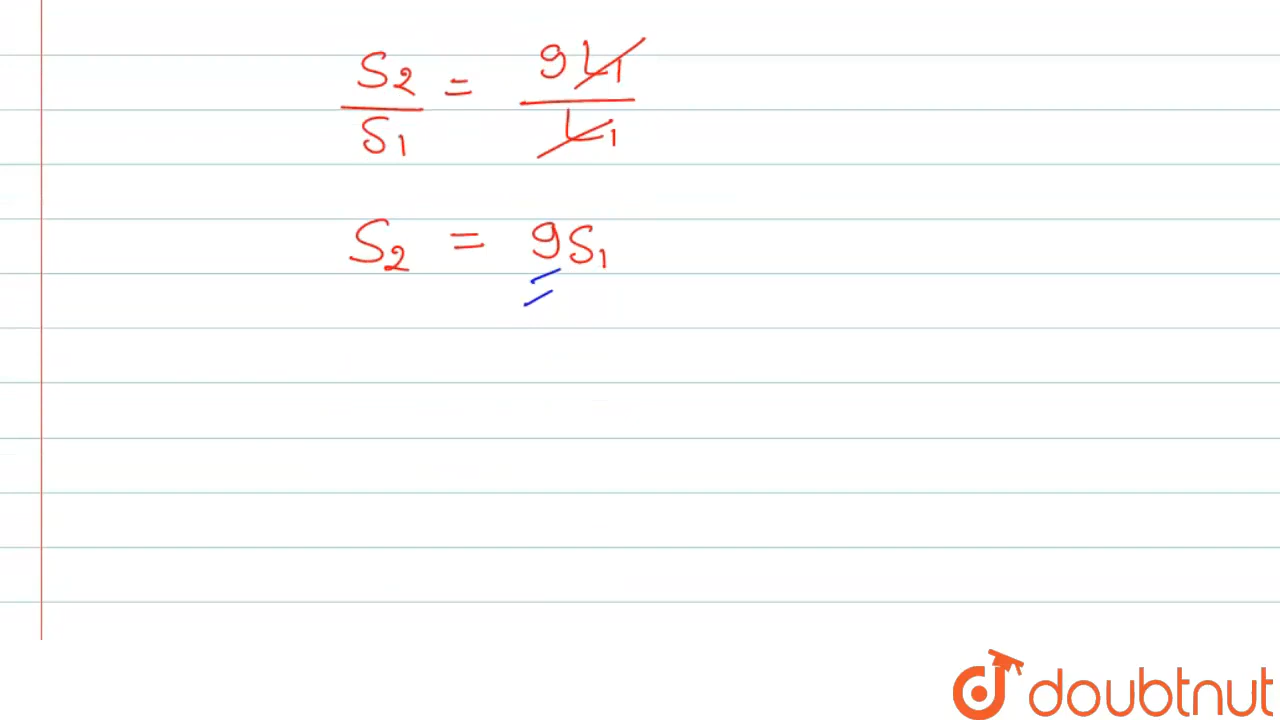 S2 = 9L1
S1 L1
S2 = 9S1
doubtnut